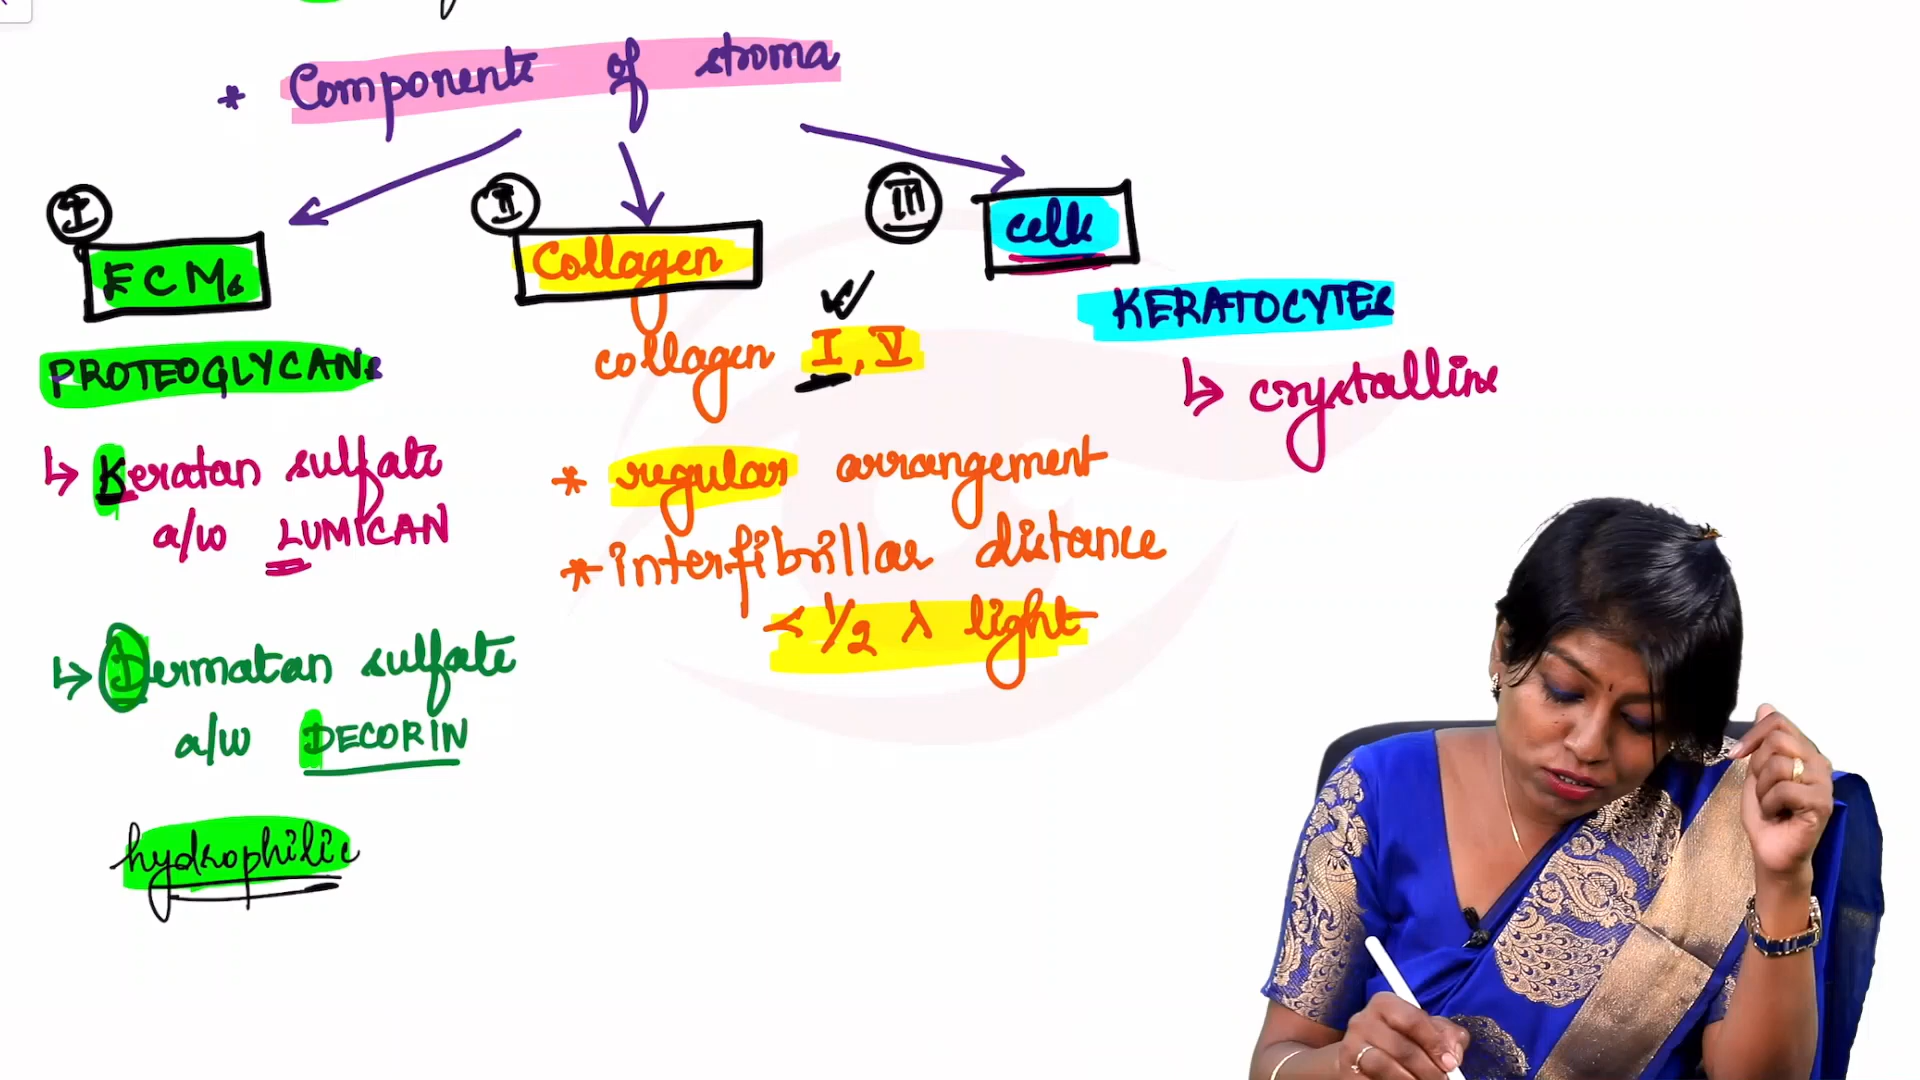 * Components of stroma
I
ECMs
PROTEOGLYCANs
↳ Keratan sulfate
a/w LUMICAN
↳ Dermatan sulfate
a/w DECORIN
hydrophilic
II
Collagen
collagen I, V
* regular arrangement
* interfibrillar distance
< 1/2 λ light
III
cells
KERATOCYTES
↳ crystallins